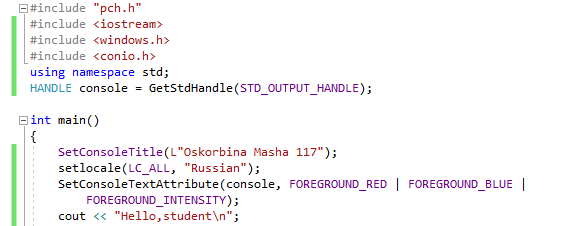 #include "pch.h"
#include <iostream>
#include <windows.h>
#include <conio.h>
using namespace std;
HANDLE console = GetStdHandle(STD_OUTPUT_HANDLE);
int main()
{
SetConsoleTitle(L"Oskorbina Masha 117");
setlocale(LC_ALL, "Russian");
SetConsoleTextAttribute(console, FOREGROUND_RED | FOREGROUND_BLUE |
FOREGROUND_INTENSITY);
cout << "Hello,student\n";